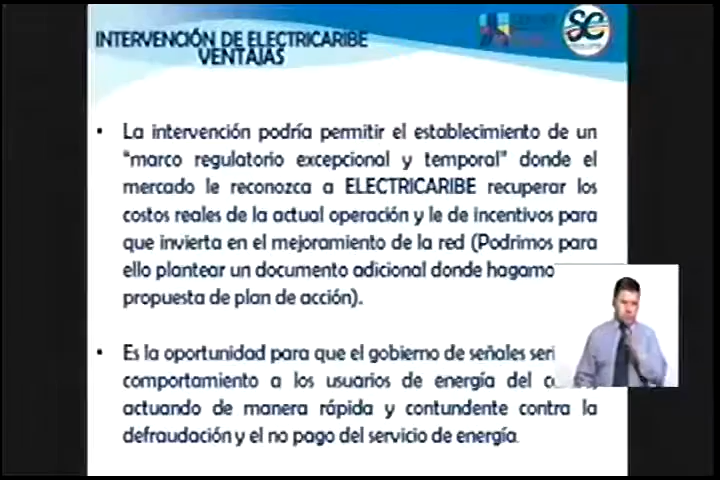 INTERVENCIÓN DE ELECTRICARIBE
VENTAJAS
SC
• La intervención podría permitir el establecimiento de un
“marco regulatorio excepcional y temporal” donde el
mercado le reconozca a ELECTRICARIBE recuperar los
costos reales de la actual operación y le de incentivos para
que invierta en el mejoramiento de la red (Podrimos para
ello plantear un documento adicional donde hagamo
propuesta de plan de acción).
• Es la oportunidad para que el gobierno de señales seri
comportamiento a los usuarios de energía del c
actuando de manera rápida y contundente contra la
defraudación y el no pago del servicio de energía.